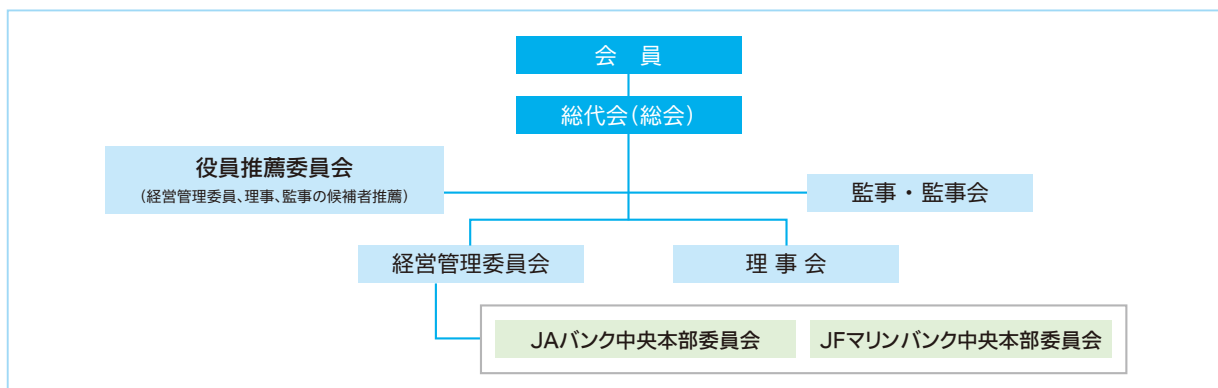 会　員
総代会(総会)
役員推薦委員会
(経営管理委員、理事、監事の候補者推薦)
監事・監事会
経営管理委員会
理 事 会
JAバンク中央本部委員会
JFマリンバンク中央本部委員会